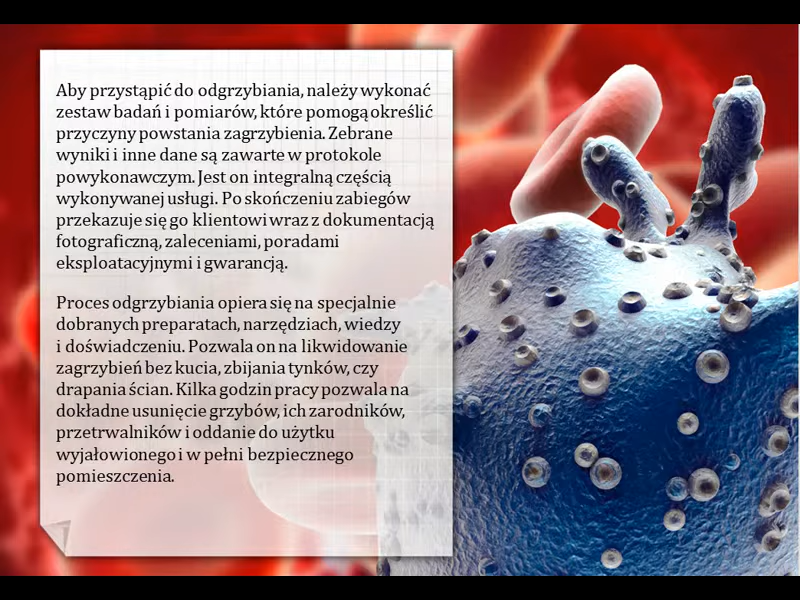 Aby przystąpić do odgrzybiania, należy wykonać
zestaw badań i pomiarów, które pomogą określić
przyczyny powstania zagrzybienia. Zebrane
wyniki i inne dane są zawarte w protokole
powykonawczym. Jest on integralną częścią
wykonywanej usługi. Po skończeniu zabiegów
przekazuje się go klientowi wraz z dokumentacją
fotograficzną, zaleceniami, poradami
eksploatacyjnymi i gwarancją.
Proces odgrzybiania opiera się na specjalnie
dobranych preparatach, narzędziach, wiedzy
i doświadczeniu. Pozwala on na likwidowanie
zagrzybień bez kucia, zbijania tynków, czy
drapania ścian. Kilka godzin pracy pozwala na
dokładne usunięcie grzybów, ich zarodników,
przetrwalników i oddanie do użytku
wyjałowionego i w pełni bezpiecznego
pomieszczenia.